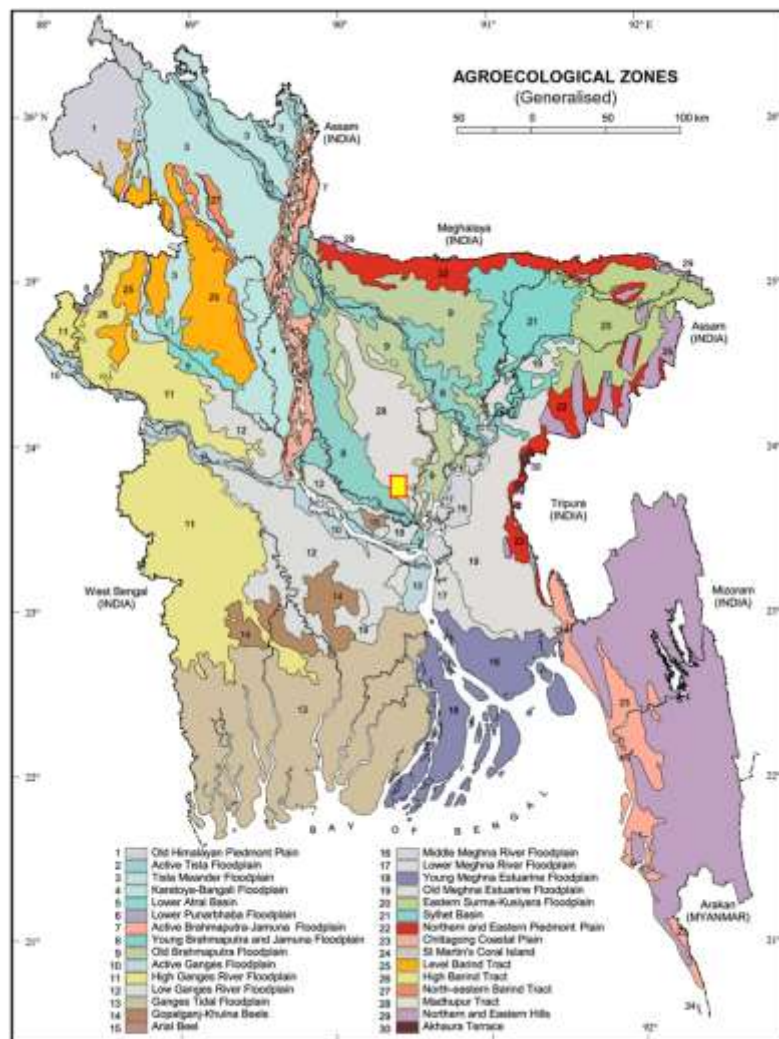 88° 89 90 91 92 E
AGROECOLOGICAL ZONES
(Generalised)
50 0 50 100 km
26° N
Assam
(INDIA)
Meghalaya
(INDIA)
Assam
(INDIA)
Tripura
(INDIA)
West Bengal
(INDIA)
Mizoram
(INDIA)
BAY OF BENGAL
Arakan
(MYANMAR)
1 Old Himalayan Piedmont Plain
2 Active Tista Floodplain
3 Tista Meander Floodplain
4 Karatoya-Bangali Floodplain
5 Lower Atrai Basin
6 Lower Punarbhaba Floodplain
7 Active Brahmaputra-Jamuna Floodplain
8 Young Brahmaputra and Jamuna Floodplain
9 Old Brahmaputra Floodplain
10 Active Ganges Floodplain
11 High Ganges River Floodplain
12 Low Ganges River Floodplain
13 Ganges Tidal Floodplain
14 Gopalganj-Khulna Beels
15 Arial Beel
16 Middle Meghna River Floodplain
17 Lower Meghna River Floodplain
18 Young Meghna Estuarine Floodplain
19 Old Meghna Estuarine Floodplain
20 Eastern Surma-Kusiyara Floodplain
21 Sylhet Basin
22 Northern and Eastern Piedmont Plain
23 Chittagong Coastal Plain
24 St Martin's Coral Island
25 Level Barind Tract
26 High Barind Tract
27 North-eastern Barind Tract
28 Madhupur Tract
29 Northern and Eastern Hills
30 Akhaura Terrace